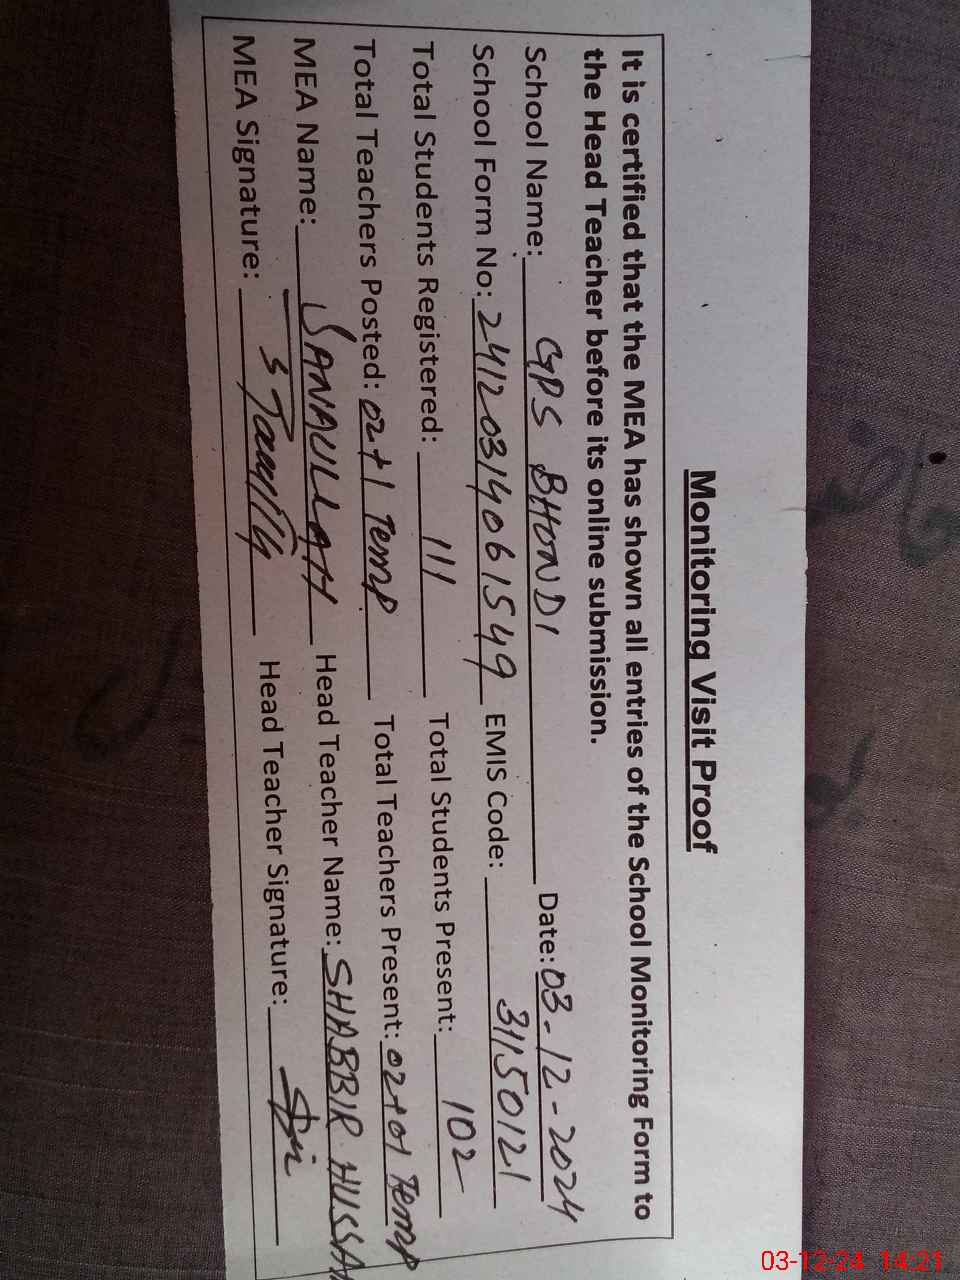 Monitoring Visit Proof
It is certified that the MEA has shown all entries of the School Monitoring Form to
the Head Teacher before its online submission.
School Name: GPS BHONDI Date: 03-12-2024
School Form No: 24120314061549 EMIS Code: 31150121
Total Students Registered: 111 Total Students Present: 102
Total Teachers Posted: 02+1 Temp Total Teachers Present: 02+01 Temp
MEA Name: SANAULLAH Head Teacher Name: SHABBIR HUSSAI
MEA Signature: Head Teacher Signature:
03-12-24 14:21